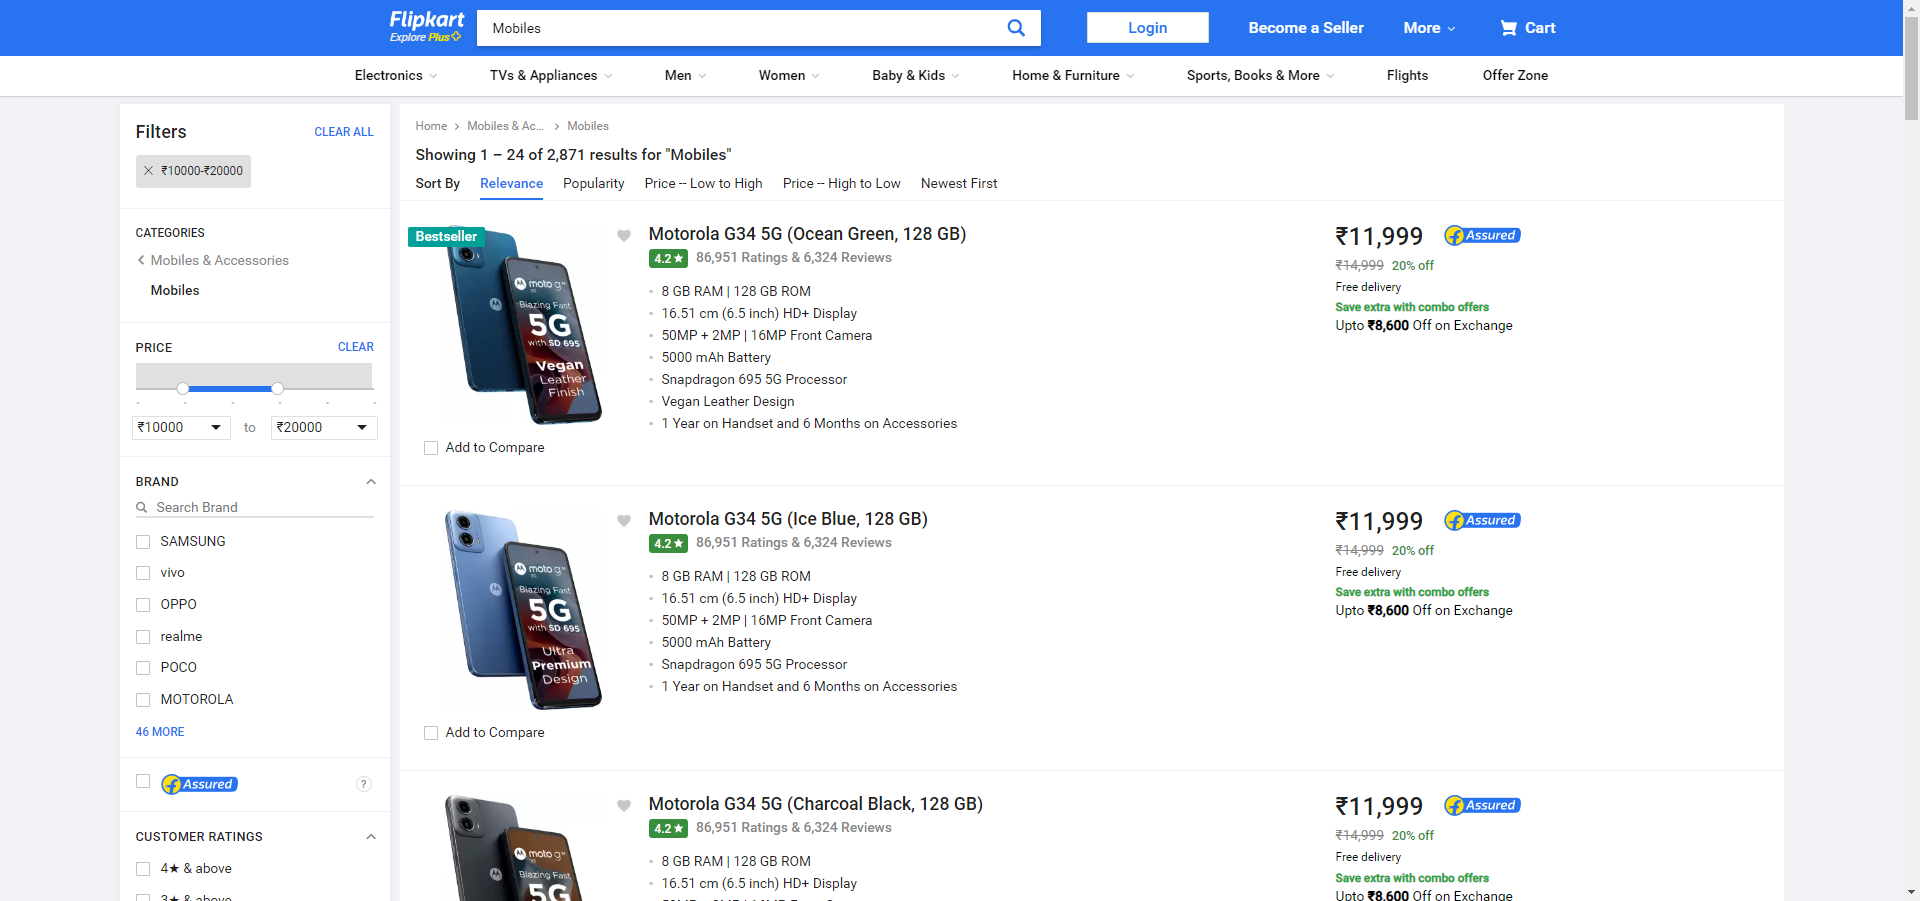 Flipkart
Explore Plus
Mobiles
Login
Become a Seller
More
Cart
Electronics
TVs & Appliances
Men
Women
Baby & Kids
Home & Furniture
Sports, Books & More
Flights
Offer Zone
Filters
CLEAR ALL
₹10000-₹20000
CATEGORIES
Mobiles & Accessories
Mobiles
PRICE
CLEAR
₹10000
to
₹20000
BRAND
Search Brand
SAMSUNG
vivo
OPPO
realme
POCO
MOTOROLA
46 MORE
Assured
?
CUSTOMER RATINGS
4★ & above
3★ & above
Home
Mobiles & Ac...
Mobiles
Showing 1 – 24 of 2,871 results for "Mobiles"
Sort By
Relevance
Popularity
Price -- Low to High
Price -- High to Low
Newest First
Bestseller
moto g34
Blazing Fast
5G
with SD 695
Vegan
Leather
Finish
Add to Compare
Motorola G34 5G (Ocean Green, 128 GB)
4.2★ 86,951 Ratings & 6,324 Reviews
8 GB RAM | 128 GB ROM
16.51 cm (6.5 inch) HD+ Display
50MP + 2MP | 16MP Front Camera
5000 mAh Battery
Snapdragon 695 5G Processor
Vegan Leather Design
1 Year on Handset and 6 Months on Accessories
₹11,999
Assured
₹14,999 20% off
Free delivery
Save extra with combo offers
Upto ₹8,600 Off on Exchange
moto g34
Blazing Fast
5G
with SD 695
Ultra
Premium
Design
Add to Compare
Motorola G34 5G (Ice Blue, 128 GB)
4.2★ 86,951 Ratings & 6,324 Reviews
8 GB RAM | 128 GB ROM
16.51 cm (6.5 inch) HD+ Display
50MP + 2MP | 16MP Front Camera
5000 mAh Battery
Snapdragon 695 5G Processor
1 Year on Handset and 6 Months on Accessories
₹11,999
Assured
₹14,999 20% off
Free delivery
Save extra with combo offers
Upto ₹8,600 Off on Exchange
moto g34
Blazing Fast
5G
Motorola G34 5G (Charcoal Black, 128 GB)
4.2★ 86,951 Ratings & 6,324 Reviews
8 GB RAM | 128 GB ROM
16.51 cm (6.5 inch) HD+ Display
₹11,999
Assured
₹14,999 20% off
Free delivery
Save extra with combo offers
Upto ₹8,600 Off on Exchange